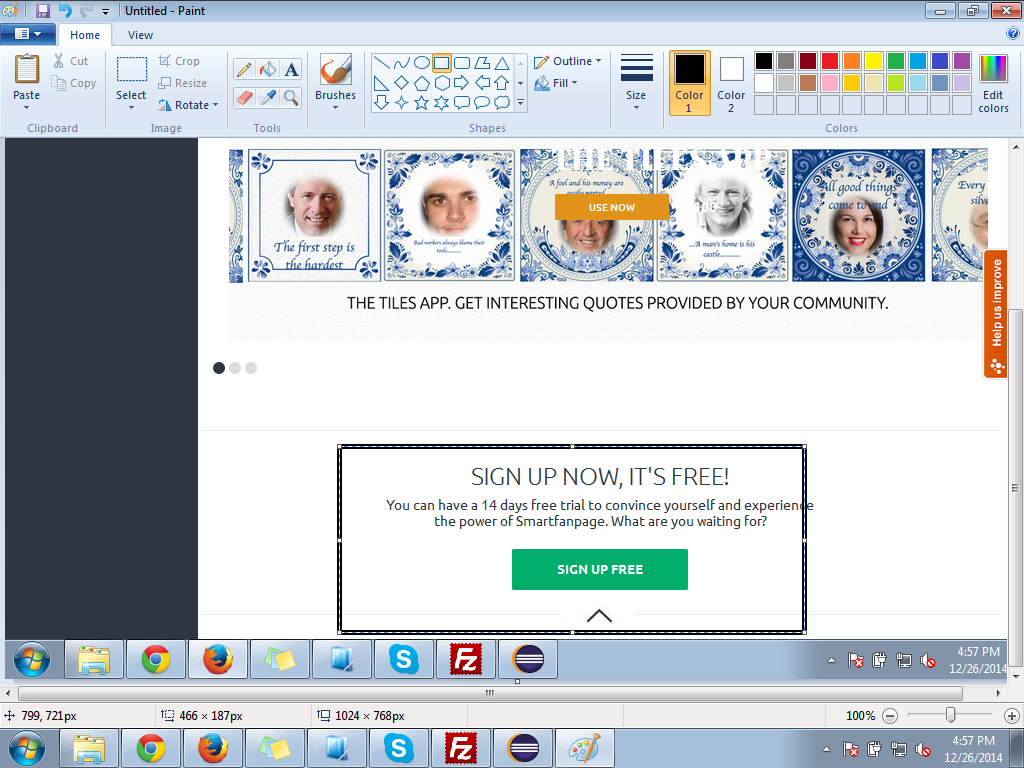 Untitled - Paint
Home
View
Paste
Cut
Copy
Clipboard
Select
Crop
Resize
Rotate
Image
Tools
Brushes
Shapes
Outline
Fill
Size
Color
1
Color
2
Edit
colors
Colors
THE TILES APP
The first step is
the hardest
Bad workers always blame their
tools
A fool and his money are
easily parted
USE NOW
...A man's home is his
castle
All good things
come to end
Every
silve
THE TILES APP. GET INTERESTING QUOTES PROVIDED BY YOUR COMMUNITY.
Help us improve
SIGN UP NOW, IT'S FREE!
You can have a 14 days free trial to convince yourself and experience
the power of Smartfanpage. What are you waiting for?
SIGN UP FREE
4:57 PM
12/26/2014
799, 721px
466 × 187px
1024 × 768px
100%
4:57 PM
12/26/2014